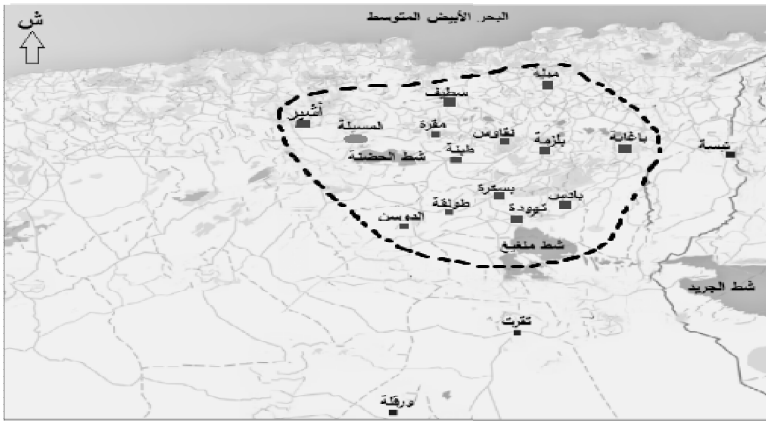 البحر الأبيض المتوسط
ش
ميلة
سطيف
أشير
المسيلة
مقرة
نقاوس
بلزمة
باغاية
تبسة
شط الحضنة
طبنة
بسكرة
باديس
طولقة
تهودة
الدوسن
شط ملغيغ
شط الجريد
تقرت
ورقلة